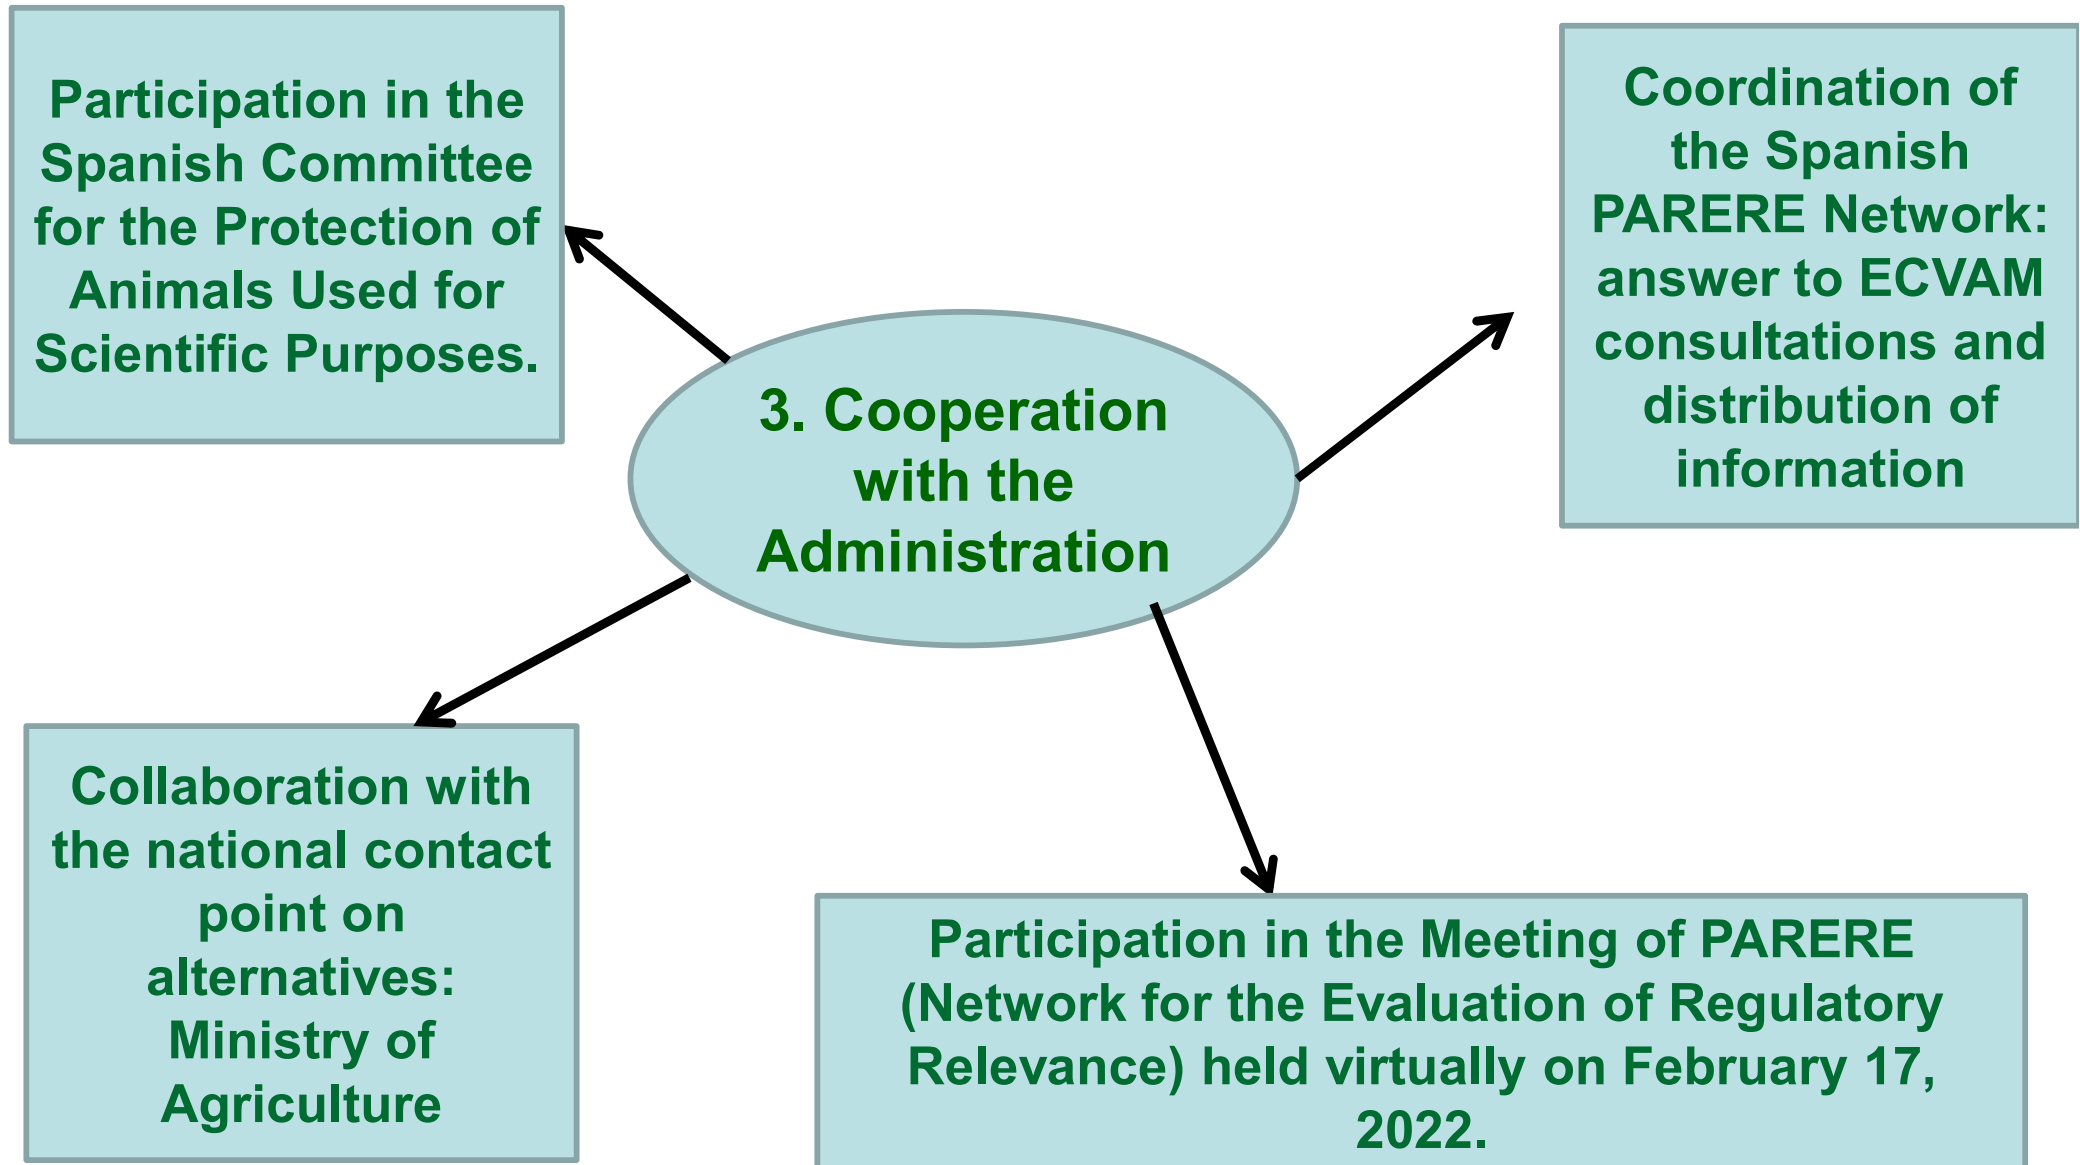 Participation in the
Spanish Committee
for the Protection of
Animals Used for
Scientific Purposes.
Coordination of
the Spanish
PARERE Network:
answer to ECVAM
consultations and
distribution of
information
3. Cooperation
with the
Administration
Collaboration with
the national contact
point on
alternatives:
Ministry of
Agriculture
Participation in the Meeting of PARERE
(Network for the Evaluation of Regulatory
Relevance) held virtually on February 17,
2022.